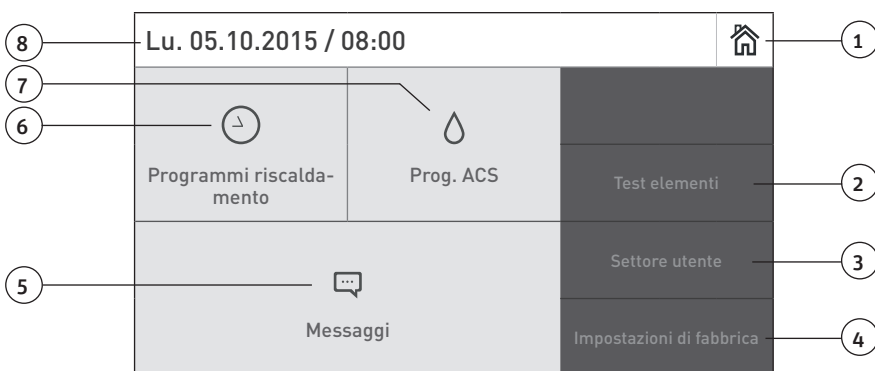 8
Lu. 05.10.2015 / 08:00
1
7
6
Programmi riscalda-
mento
Prog. ACS
Test elementi
2
Settore utente
3
5
Messaggi
Impostazioni di fabbrica
4